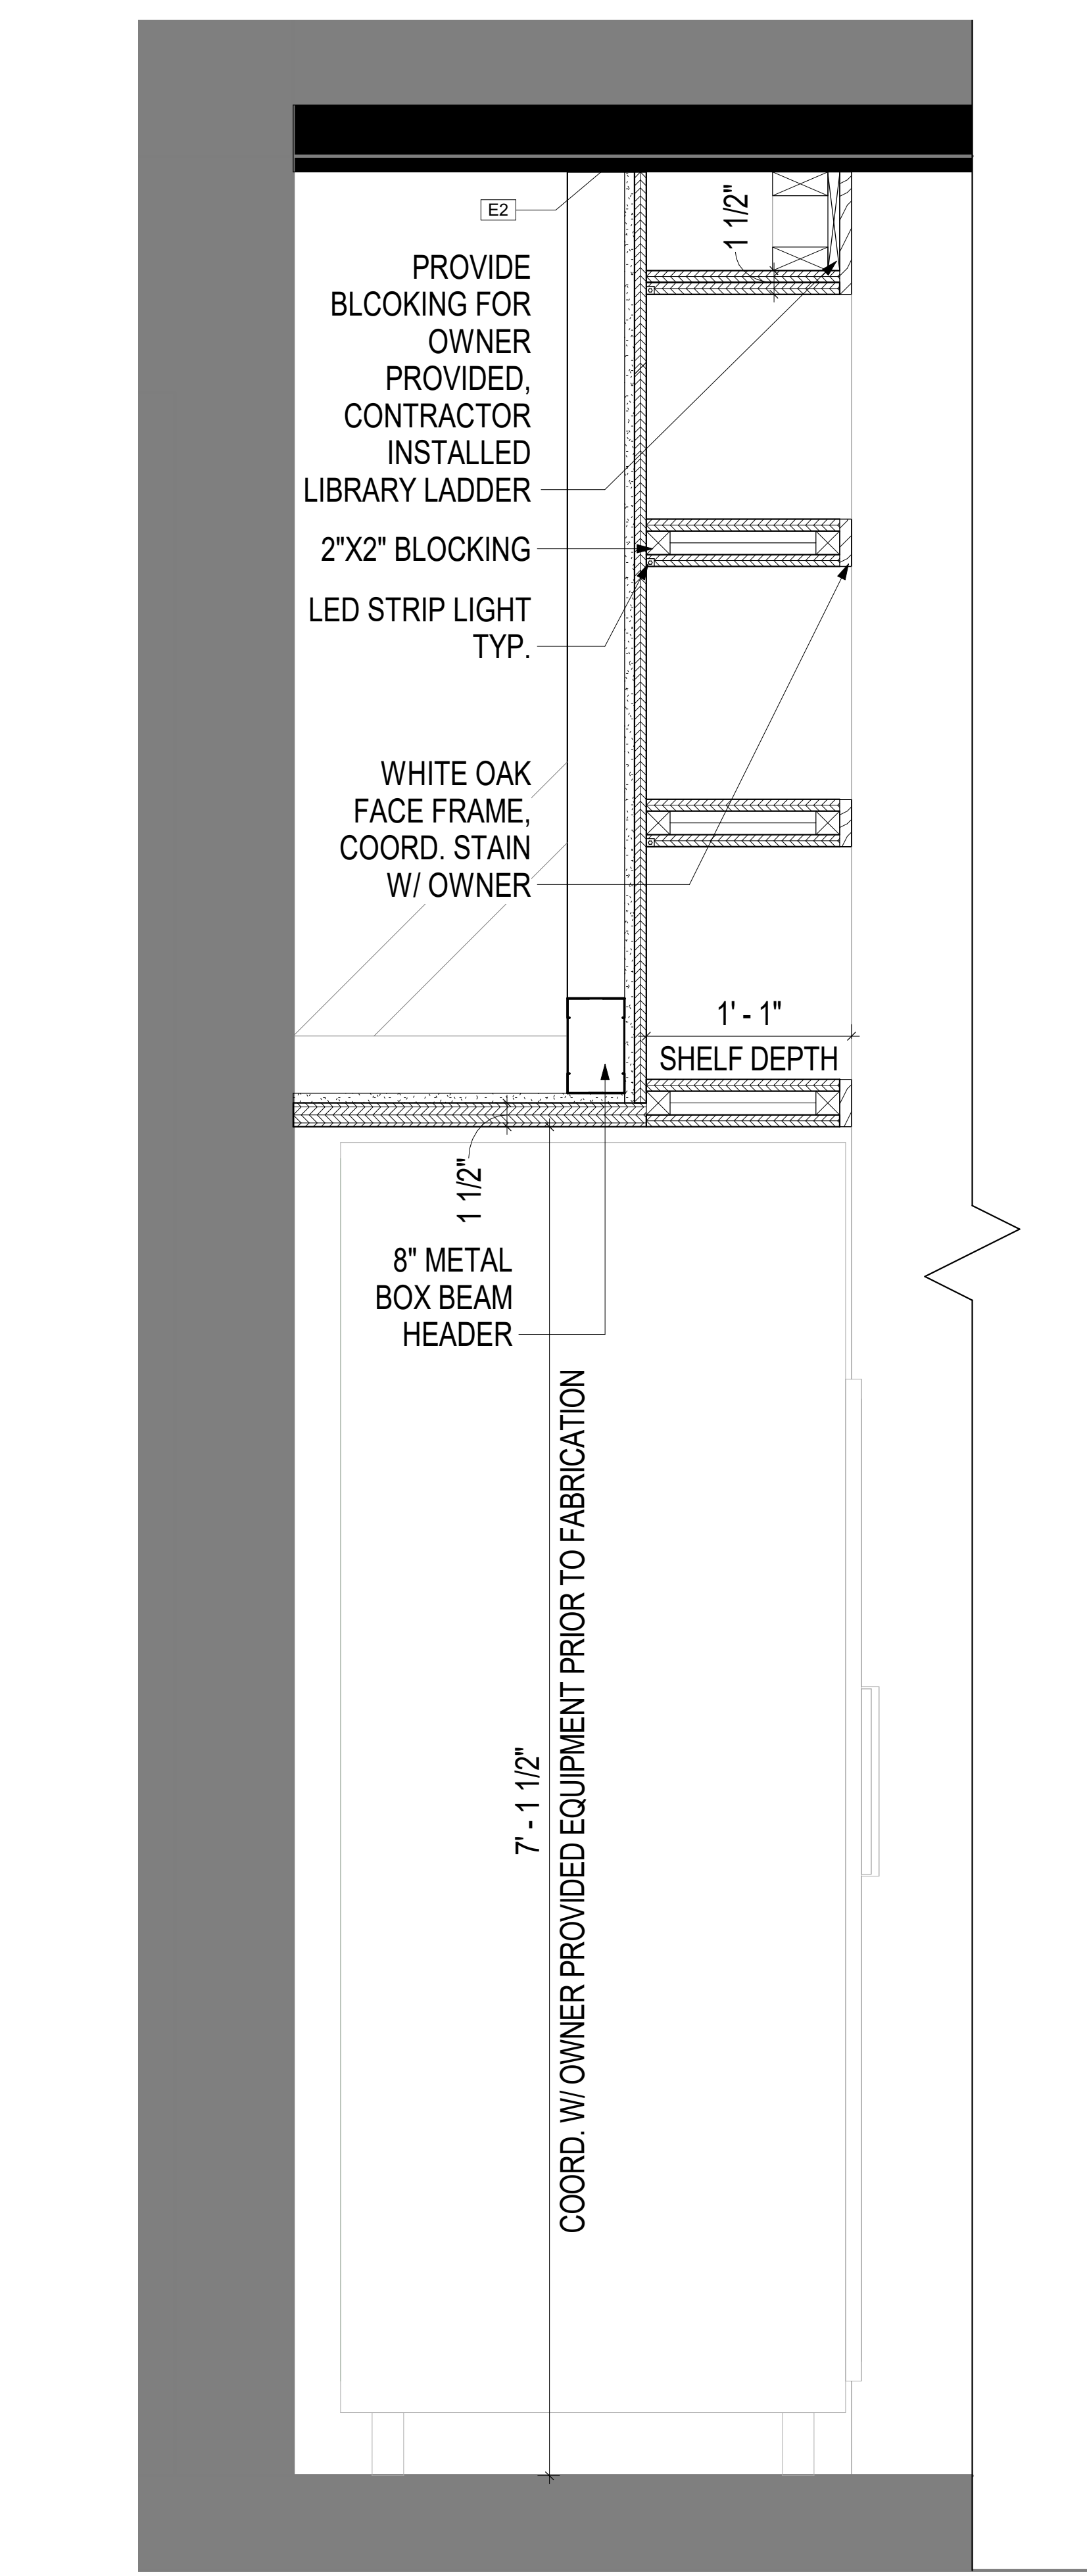 E2
1 1/2"
PROVIDE
BLCOKING FOR
OWNER
PROVIDED,
CONTRACTOR
INSTALLED
LIBRARY LADDER
2"X2" BLOCKING
LED STRIP LIGHT
TYP.
WHITE OAK
FACE FRAME,
COORD. STAIN
W/ OWNER
1' - 1"
SHELF DEPTH
1 1/2"
8" METAL
BOX BEAM
HEADER
7' - 1 1/2"
COORD. W/ OWNER PROVIDED EQUIPMENT PRIOR TO FABRICATION